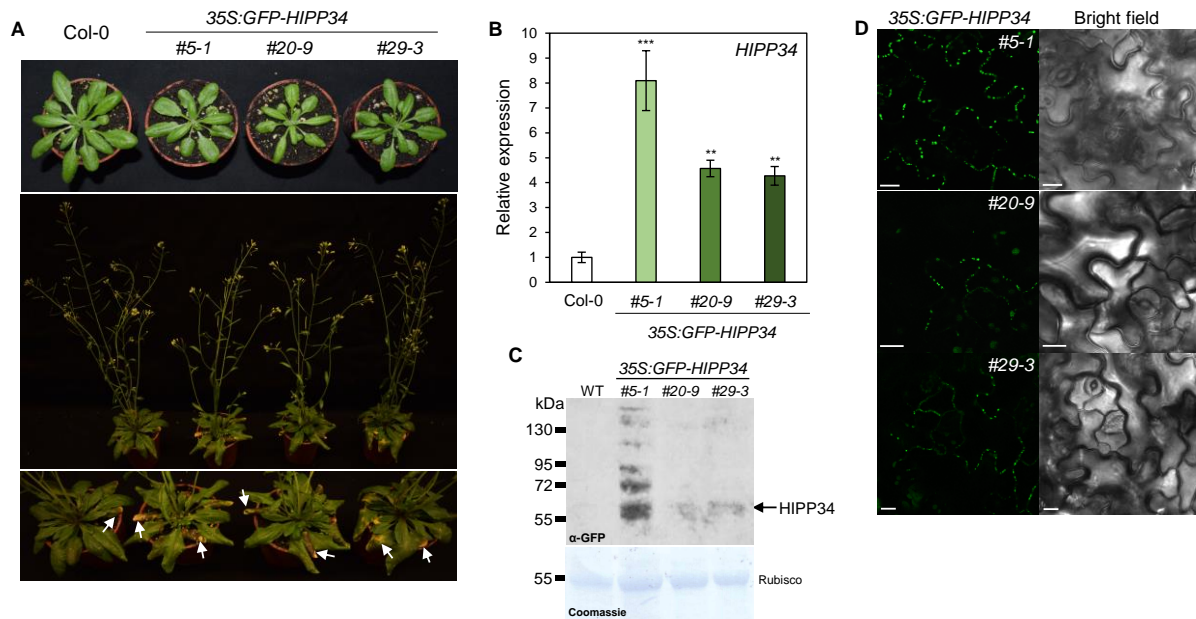 A
Col-0
35S:GFP-HIPP34
#5-1
#20-9
#29-3
B
Relative expression
10
9
8
7
6
5
4
3
2
1
0
HIPP34
***
**
**
Col-0
#5-1
#20-9
#29-3
35S:GFP-HIPP34
C
35S:GFP-HIPP34
WT
#5-1
#20-9
#29-3
kDa
130
95
72
55
HIPP34
α-GFP
55
Rubisco
Coomassie
D
35S:GFP-HIPP34
Bright field
#5-1
#20-9
#29-3